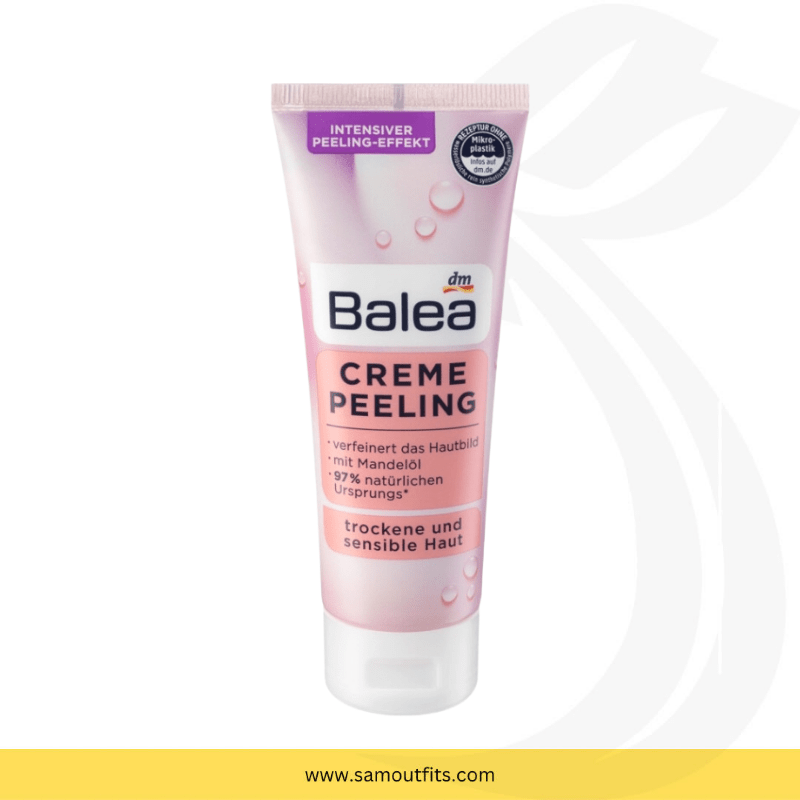 INTENSIVER
PEELING-EFFEKT
REZEPTUR OHNE
Mikro-
plastik
Infos auf
dm.de
dm
Balea
CREME
PEELING
· verfeinert das Hautbild
· mit Mandelöl
· 97% natürlichen
Ursprungs*
trockene und
sensible Haut
www.samoutfits.com